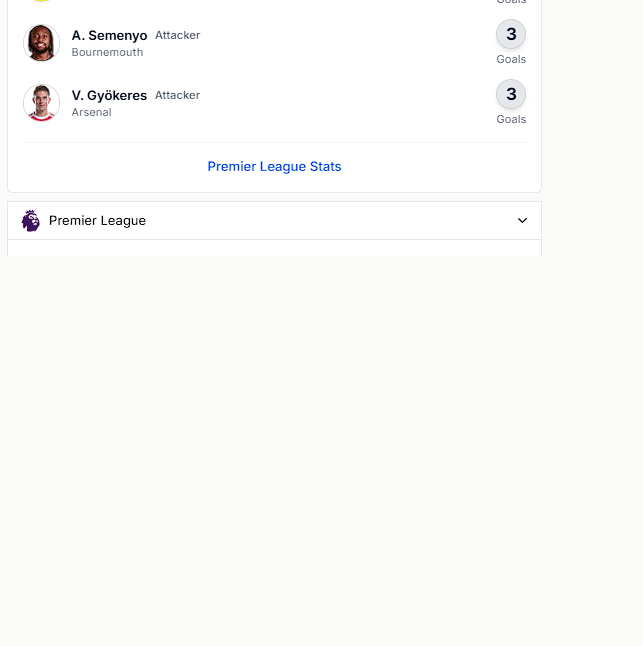 Goals
A. Semenyo Attacker
Bournemouth
3
Goals
V. Gyökeres Attacker
Arsenal
3
Goals
Premier League Stats
Premier League